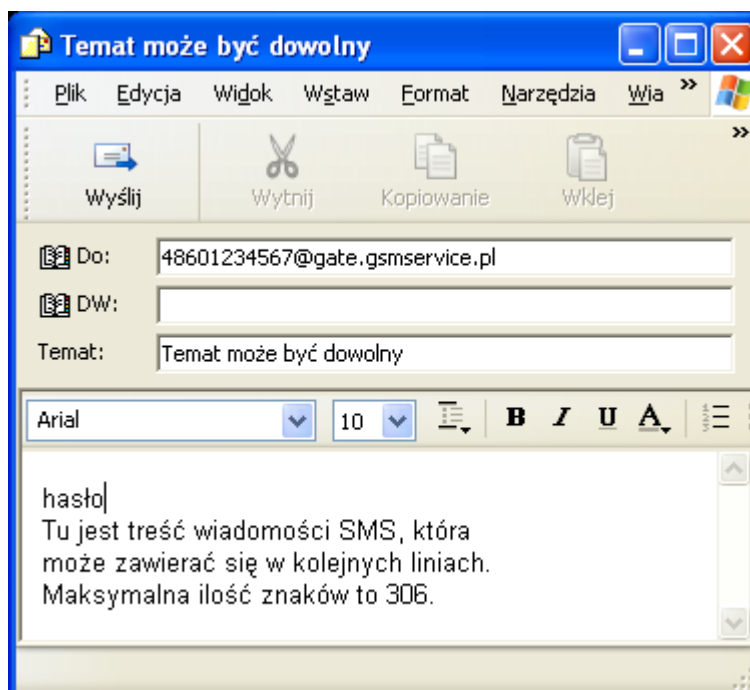 Temat może być dowolny
Plik Edycja Widok Wstaw Format Narzędzia Wia »
»
Wyślij Wytnij Kopiowanie Wklej
Do: 48601234567@gate.gsmservice.pl
DW:
Temat: Temat może być dowolny
Arial 10 B I U A
hasło
Tu jest treść wiadomości SMS, która
może zawierać się w kolejnych liniach.
Maksymalna ilość znaków to 306.